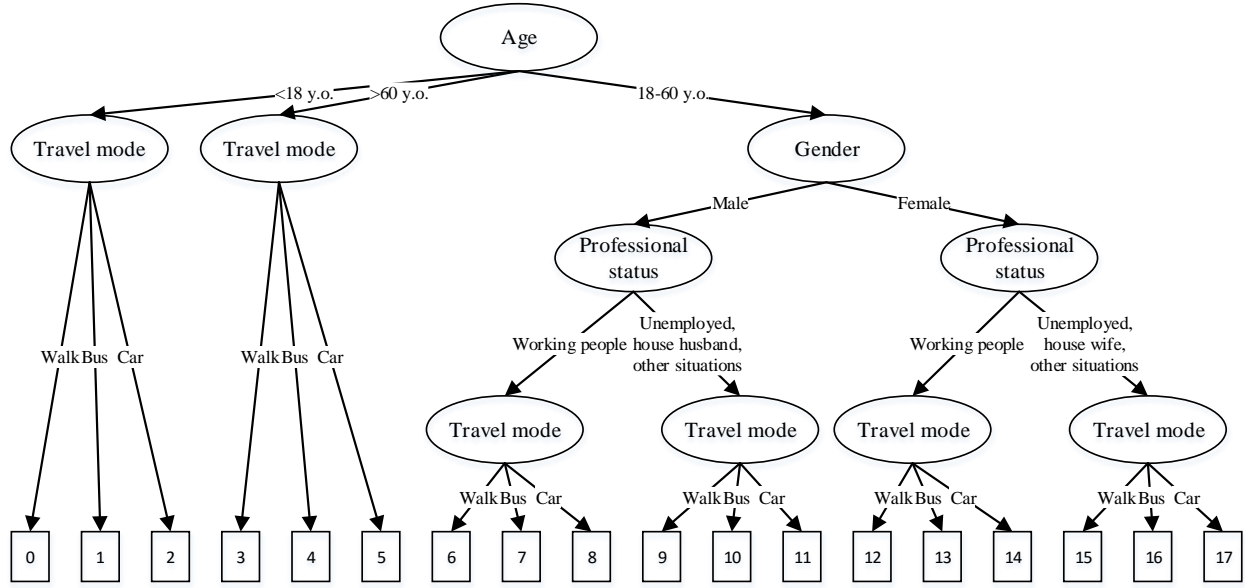 Age
<18 y.o.
>60 y.o.
18-60 y.o.
Travel mode
Travel mode
Gender
Male
Female
Professional
status
Professional
status
Unemployed,
house husband,
other situations
Unemployed,
house wife,
other situations
Working people
Working people
Walk Bus Car
Walk Bus Car
Travel mode
Travel mode
Travel mode
Travel mode
Walk Bus Car
Walk Bus Car
Walk Bus Car
Walk Bus Car
0 1 2 3 4 5 6 7 8 9 10 11 12 13 14 15 16 17